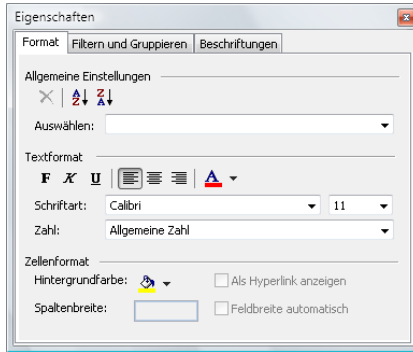 Eigenschaften
Format Filtern und Gruppieren Beschriftungen
Allgemeine Einstellungen
A Z Z A
Auswählen:
Textformat
F K U A
Schriftart: Calibri 11
Zahl: Allgemeine Zahl
Zellenformat
Hintergrundfarbe: Als Hyperlink anzeigen
Spaltenbreite: Feldbreite automatisch